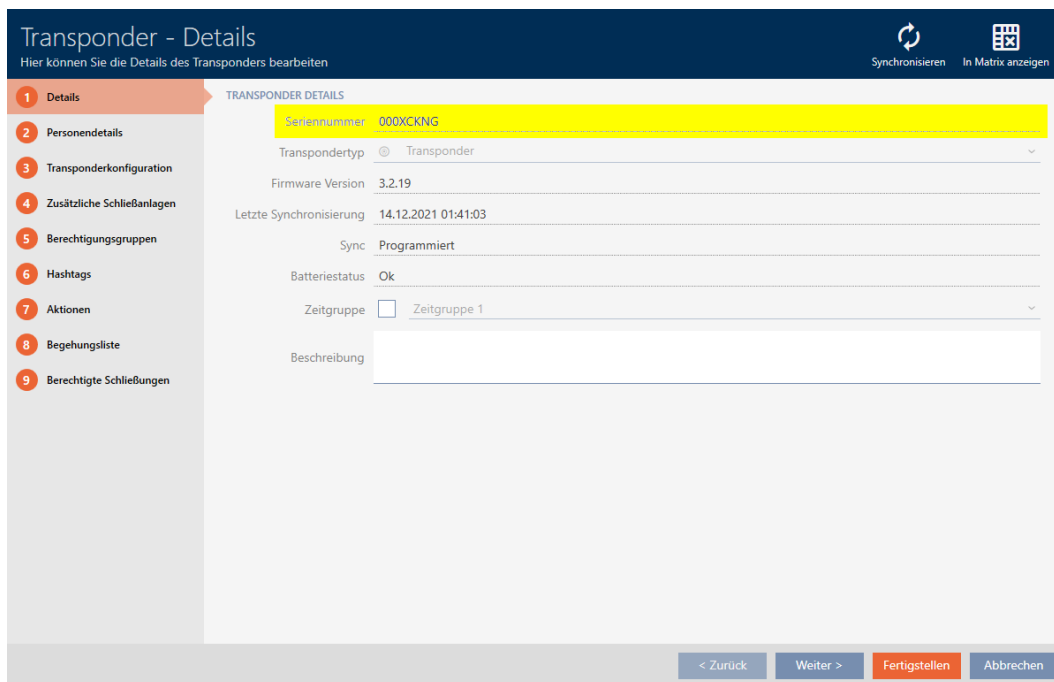 Transponder - Details
Hier können Sie die Details des Transponders bearbeiten
Synchronisieren
In Matrix anzeigen
1 Details
2 Personendetails
3 Transponderkonfiguration
4 Zusätzliche Schließanlagen
5 Berechtigungsgruppen
6 Hashtags
7 Aktionen
8 Begehungsliste
9 Berechtigte Schließungen
TRANSPONDER DETAILS
Seriennummer 000XCKNG
Transpondertyp Transponder
Firmware Version 3.2.19
Letzte Synchronisierung 14.12.2021 01:41:03
Sync Programmiert
Batteriestatus Ok
Zeitgruppe Zeitgruppe 1
Beschreibung
< Zurück
Weiter >
Fertigstellen
Abbrechen